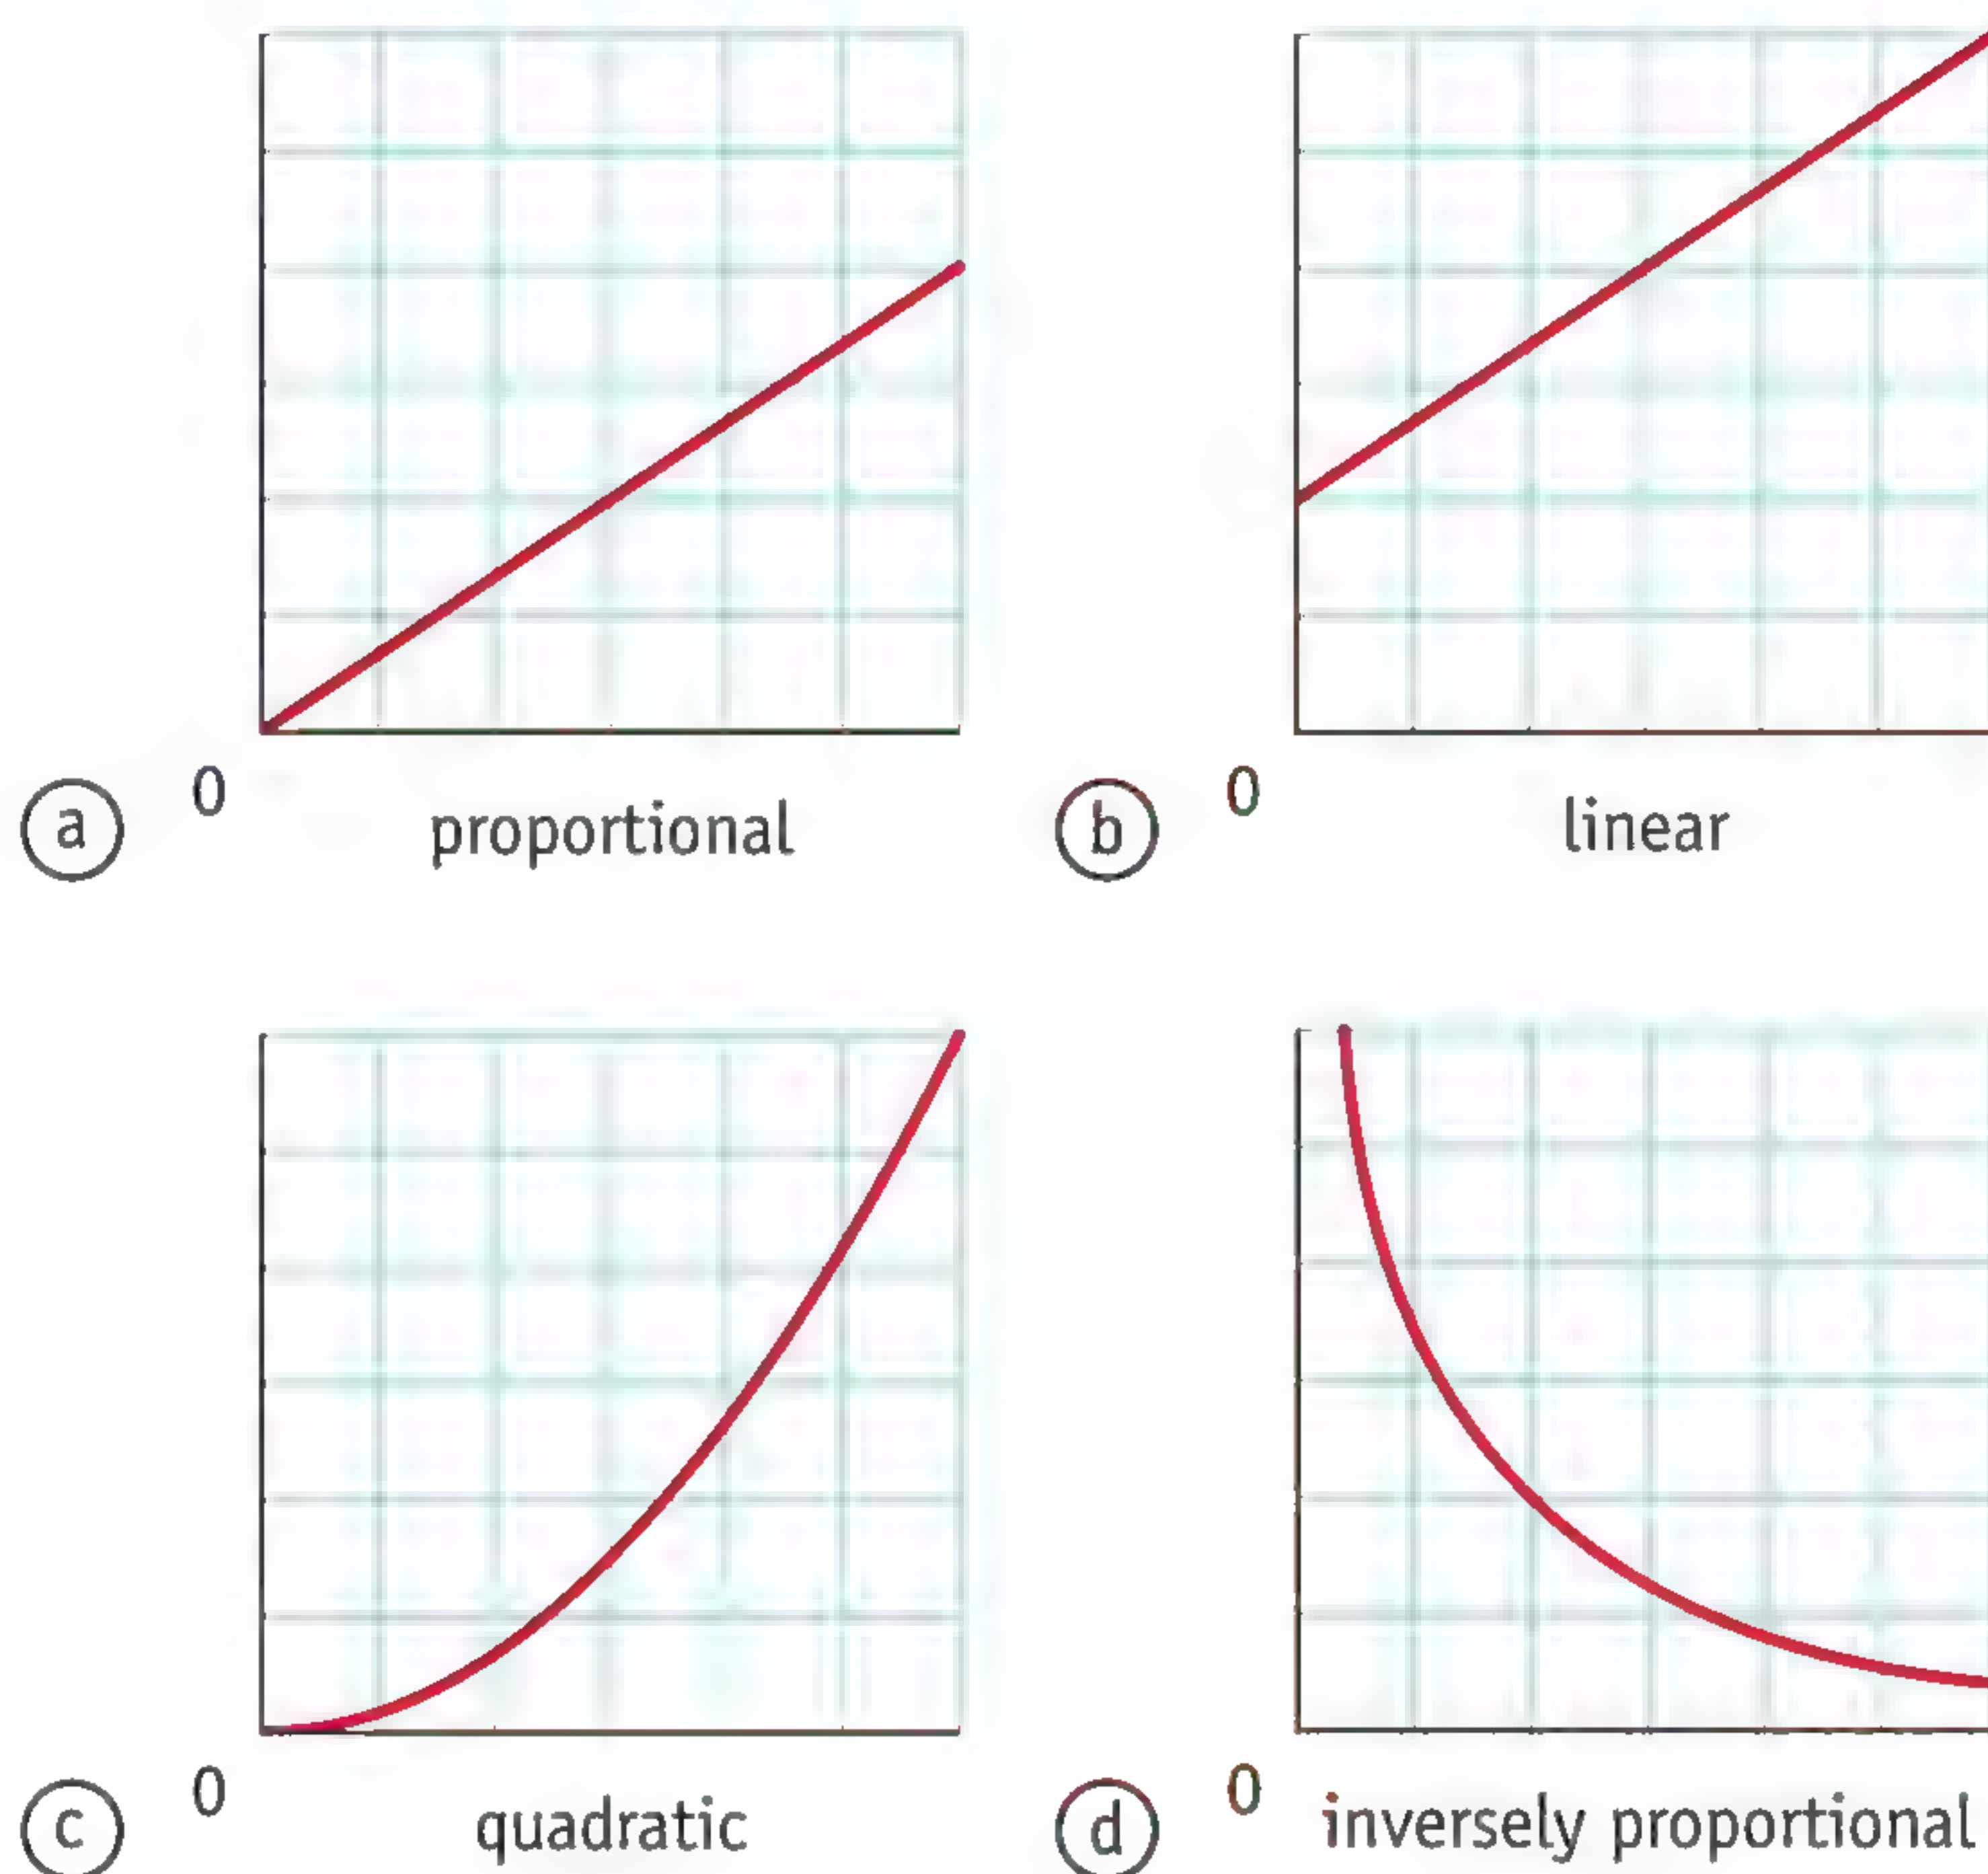 a 0 proportional
b 0 linear
c 0 quadratic
d 0 inversely proportional